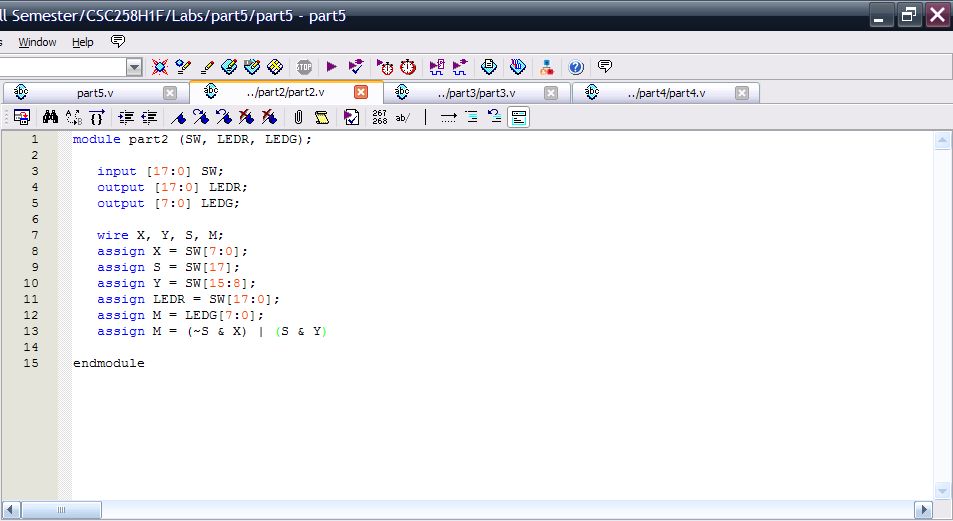 ll Semester/CSC258H1F/Labs/part5/part5 - part5
s Window Help
STOP
part5.v ../part2/part2.v ../part3/part3.v ../part4/part4.v
267 268 ab/
1 module part2 (SW, LEDR, LEDG);
2
3 input [17:0] SW;
4 output [17:0] LEDR;
5 output [7:0] LEDG;
6
7 wire X, Y, S, M;
8 assign X = SW[7:0];
9 assign S = SW[17];
10 assign Y = SW[15:8];
11 assign LEDR = SW[17:0];
12 assign M = LEDG[7:0];
13 assign M = (~S & X) | (S & Y)
14
15 endmodule